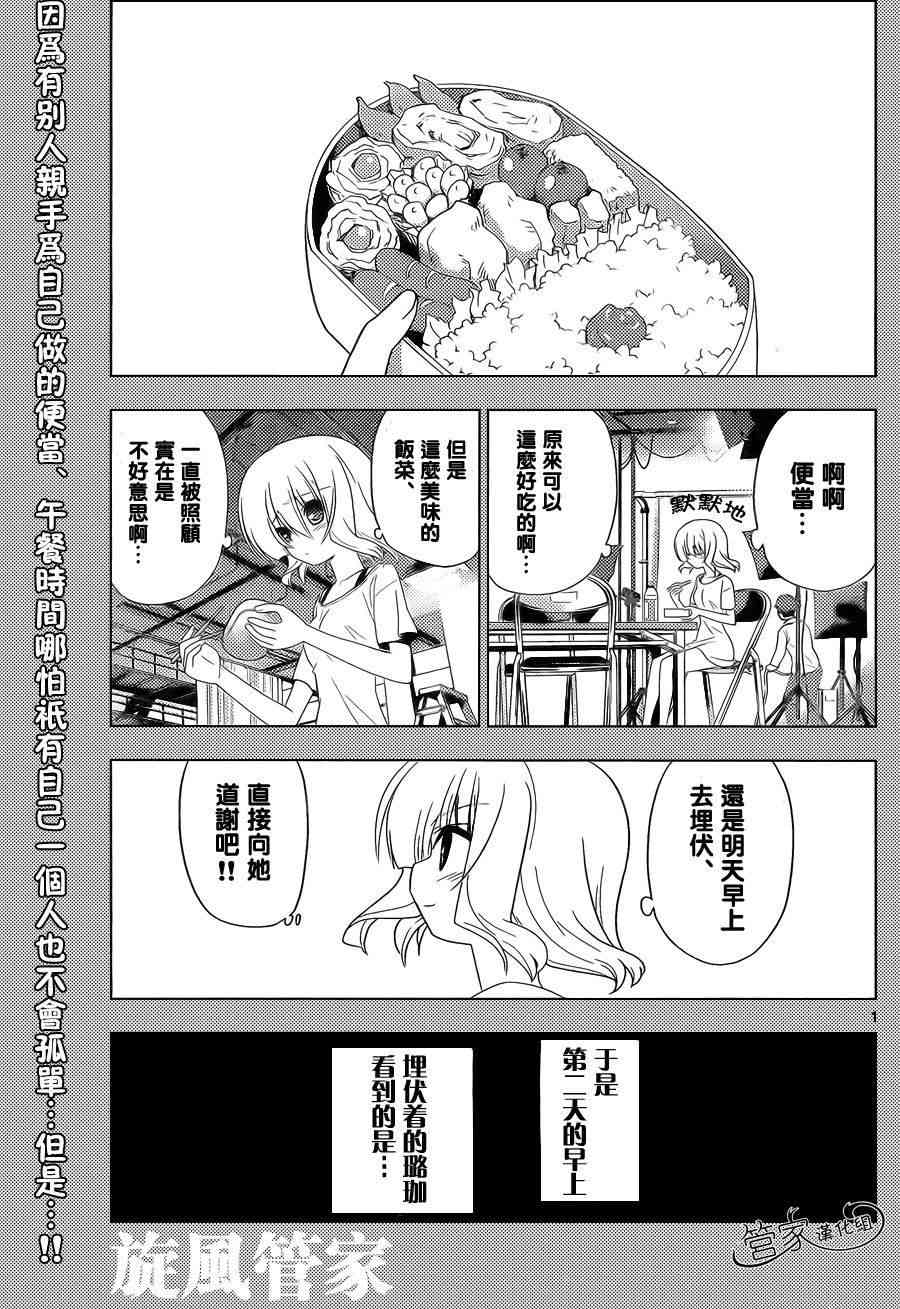 因爲有别人親手爲自己做的便當、午餐時間哪怕衹有自己一個人也不會孤單…但是…!!
啊啊
便當…
原來可以
這麼好吃的啊…
默默地
但是
這麼美味的
飯菜、
一直被照顧
實在是
不好意思啊…
還是明天早上
去埋伏、
直接向她
道謝吧!!
1
于是
第二天的早上
埋伏着的璐珈
看到的是…
旋風管家
管家
漢化組